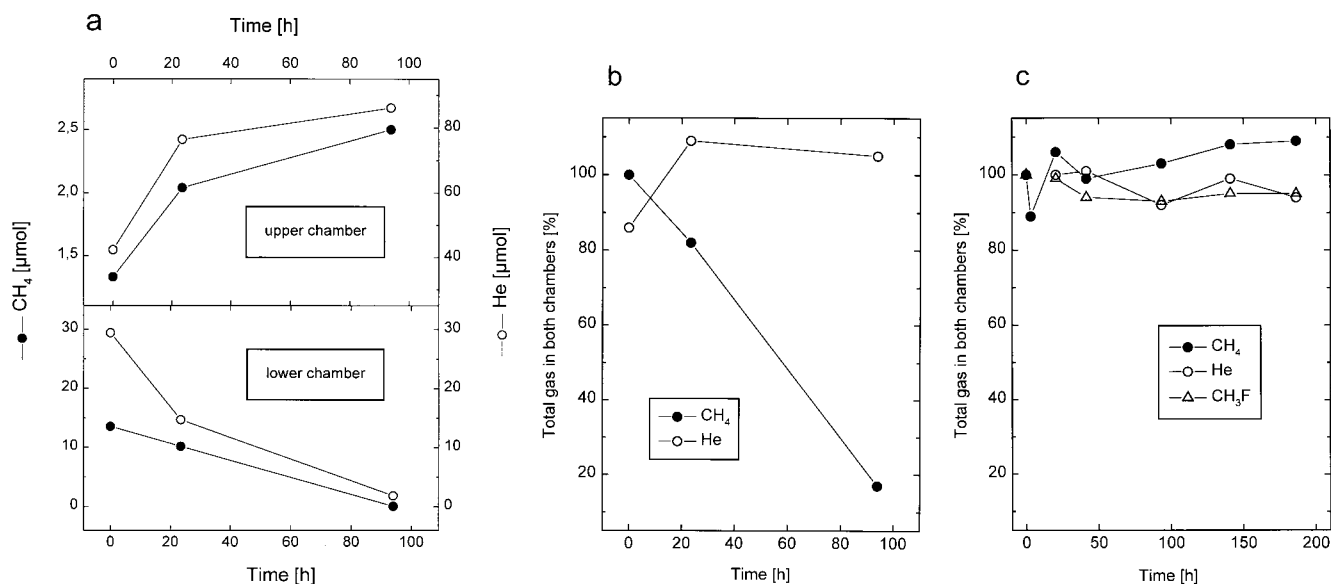 a
Time [h]
0 20 40 60 80 100
2,5
2,0
1,5
80
60
40
upper chamber
CH₄ [µmol]
He [µmol]
30
20
10
0
30
20
10
0
lower chamber
0 20 40 60 80 100
Time [h]
b
Total gas in both chambers [%]
100
80
60
40
20
CH₄
He
0 20 40 60 80 100
Time [h]
c
Total gas in both chambers [%]
100
80
60
40
20
CH₄
He
CH₃F
0 50 100 150 200
Time [h]